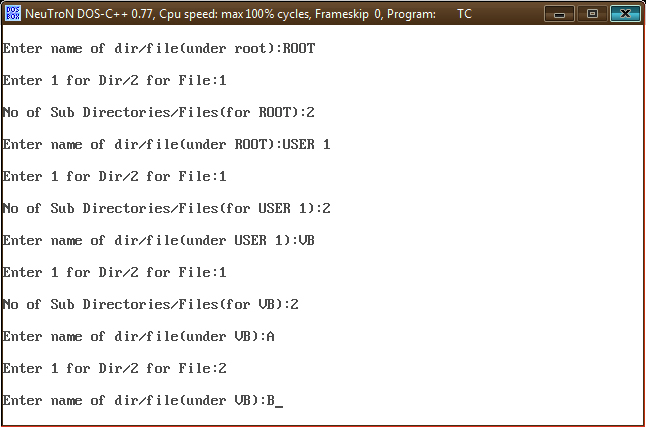 DOS BOX NeuTroN DOS-C++ 0.77, Cpu speed: max 100% cycles, Frameskip 0, Program: TC
Enter name of dir/file(under root):ROOT
Enter 1 for Dir/2 for File:1
No of Sub Directories/Files(for ROOT):2
Enter name of dir/file(under ROOT):USER 1
Enter 1 for Dir/2 for File:1
No of Sub Directories/Files(for USER 1):2
Enter name of dir/file(under USER 1):VB
Enter 1 for Dir/2 for File:1
No of Sub Directories/Files(for VB):2
Enter name of dir/file(under VB):A
Enter 1 for Dir/2 for File:2
Enter name of dir/file(under VB):B_